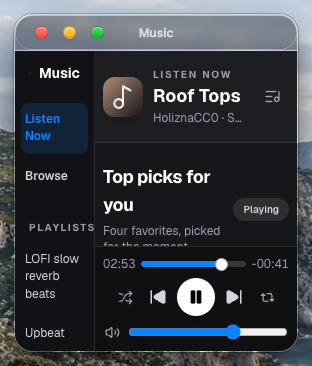 Music
Music
Listen
Now
Browse
PLAYLISTS
LOFI slow
reverb
beats
Upbeat
LISTEN NOW
Roof Tops
HoliznaCC0 · S...
Top picks for
you
Playing
Four favorites, picked
for the moment
02:53
-00:41